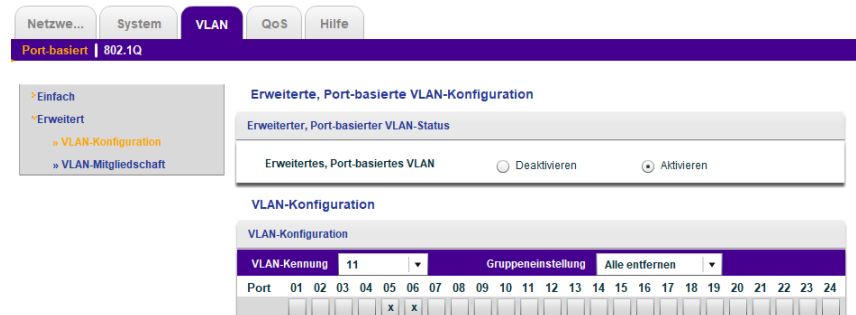 Netzwe... System VLAN QoS Hilfe
Port-basiert | 802.1Q
Einfach
Erweitert
» VLAN-Konfiguration
» VLAN-Mitgliedschaft
Erweiterte, Port-basierte VLAN-Konfiguration
Erweiterter, Port-basierter VLAN-Status
Erweitertes, Port-basiertes VLAN Deaktivieren Aktivieren
VLAN-Konfiguration
VLAN-Konfiguration
VLAN-Kennung 11 Gruppeneinstellung Alle entfernen
Port 01 02 03 04 05 06 07 08 09 10 11 12 13 14 15 16 17 18 19 20 21 22 23 24
x x